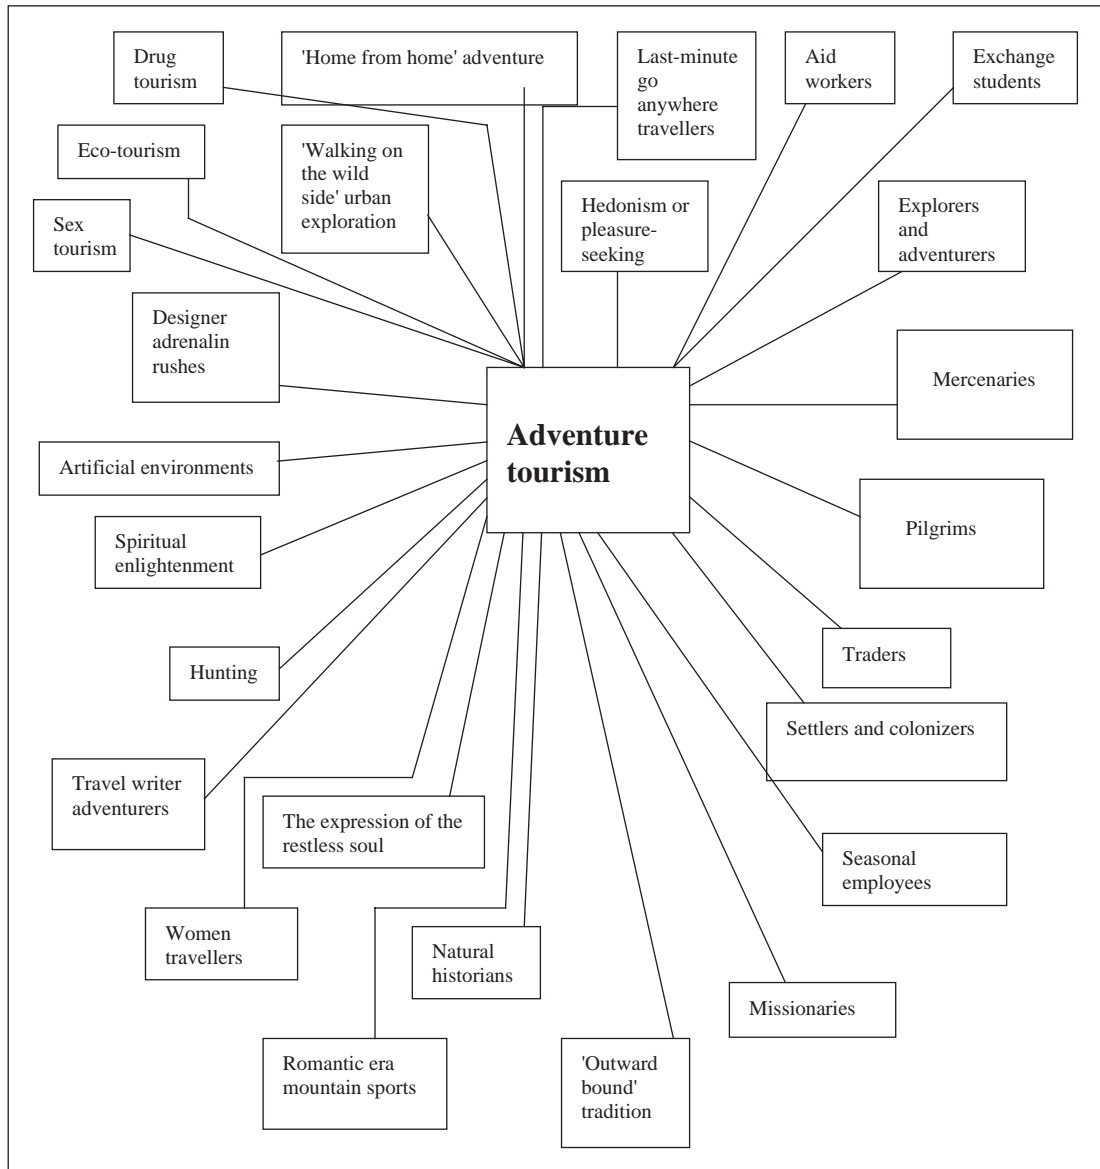 Drug
tourism
'Home from home' adventure
Last-minute
go
anywhere
travellers
Aid
workers
Exchange
students
Eco-tourism
'Walking on
the wild
side' urban
exploration
Hedonism or
pleasure-
seeking
Explorers
and
adventurers
Sex
tourism
Designer
adrenalin
rushes
Mercenaries
Adventure
tourism
Artificial environments
Spiritual
enlightenment
Pilgrims
Hunting
Traders
Settlers and colonizers
Travel writer
adventurers
The expression of the
restless soul
Seasonal
employees
Women
travellers
Natural
historians
Missionaries
Romantic era
mountain sports
'Outward
bound'
tradition